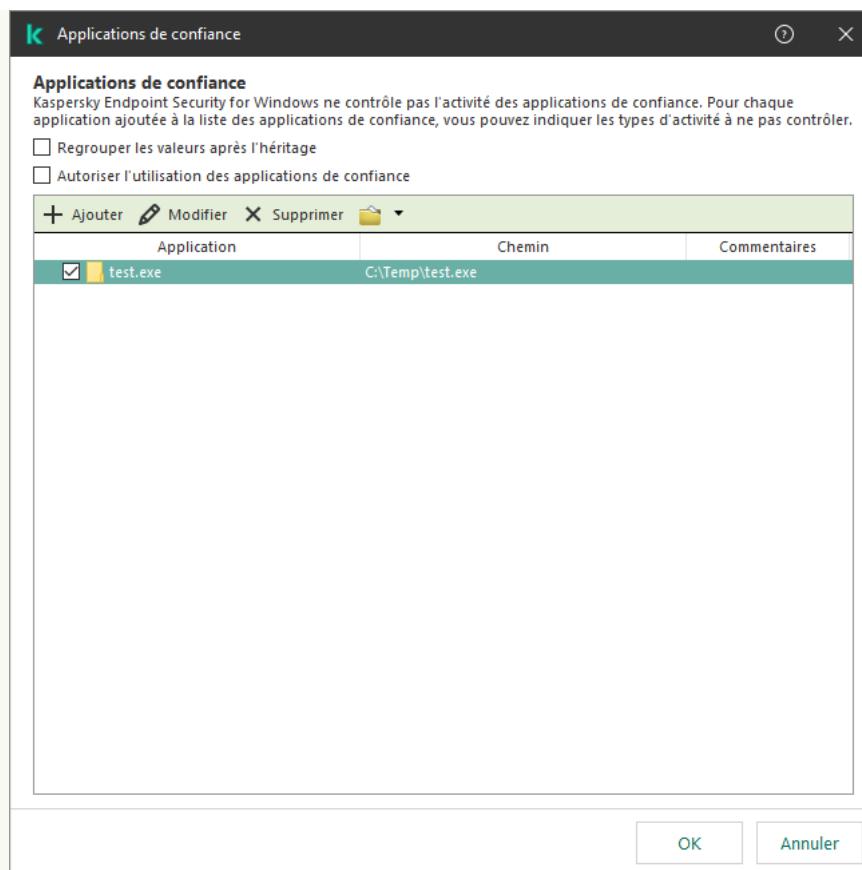 Applications de confiance
Applications de confiance
Kaspersky Endpoint Security for Windows ne contrôle pas l'activité des applications de confiance. Pour chaque
application ajoutée à la liste des applications de confiance, vous pouvez indiquer les types d'activité à ne pas contrôler.
Regrouper les valeurs après l'héritage
Autoriser l'utilisation des applications de confiance
Ajouter Modifier Supprimer
Application Chemin Commentaires
test.exe C:\Temp\test.exe
OK Annuler